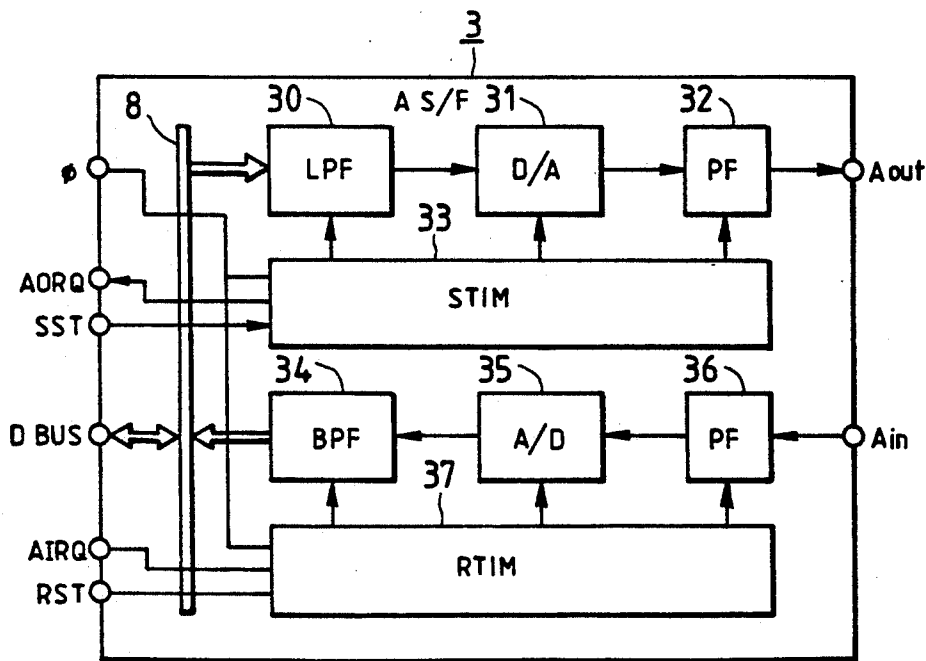 3
A S/F
8
30
31
32
ø
LPF
D/A
PF
Aout
33
AORQ
STIM
SST
34
35
36
D BUS
BPF
A/D
PF
Ain
37
AIRQ
RTIM
RST